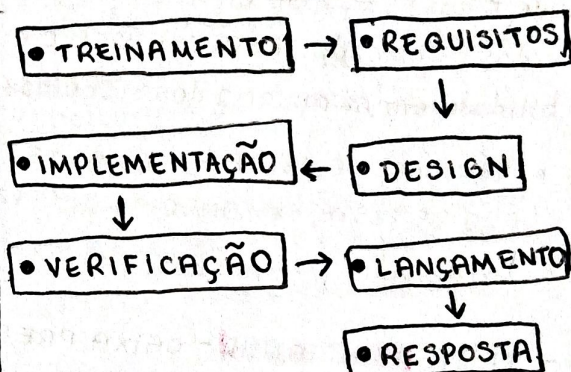 • TREINAMENTO → • REQUISITOS
• IMPLEMENTAÇÃO ← • DESIGN
• VERIFICAÇÃO → • LANÇAMENTO
• RESPOSTA